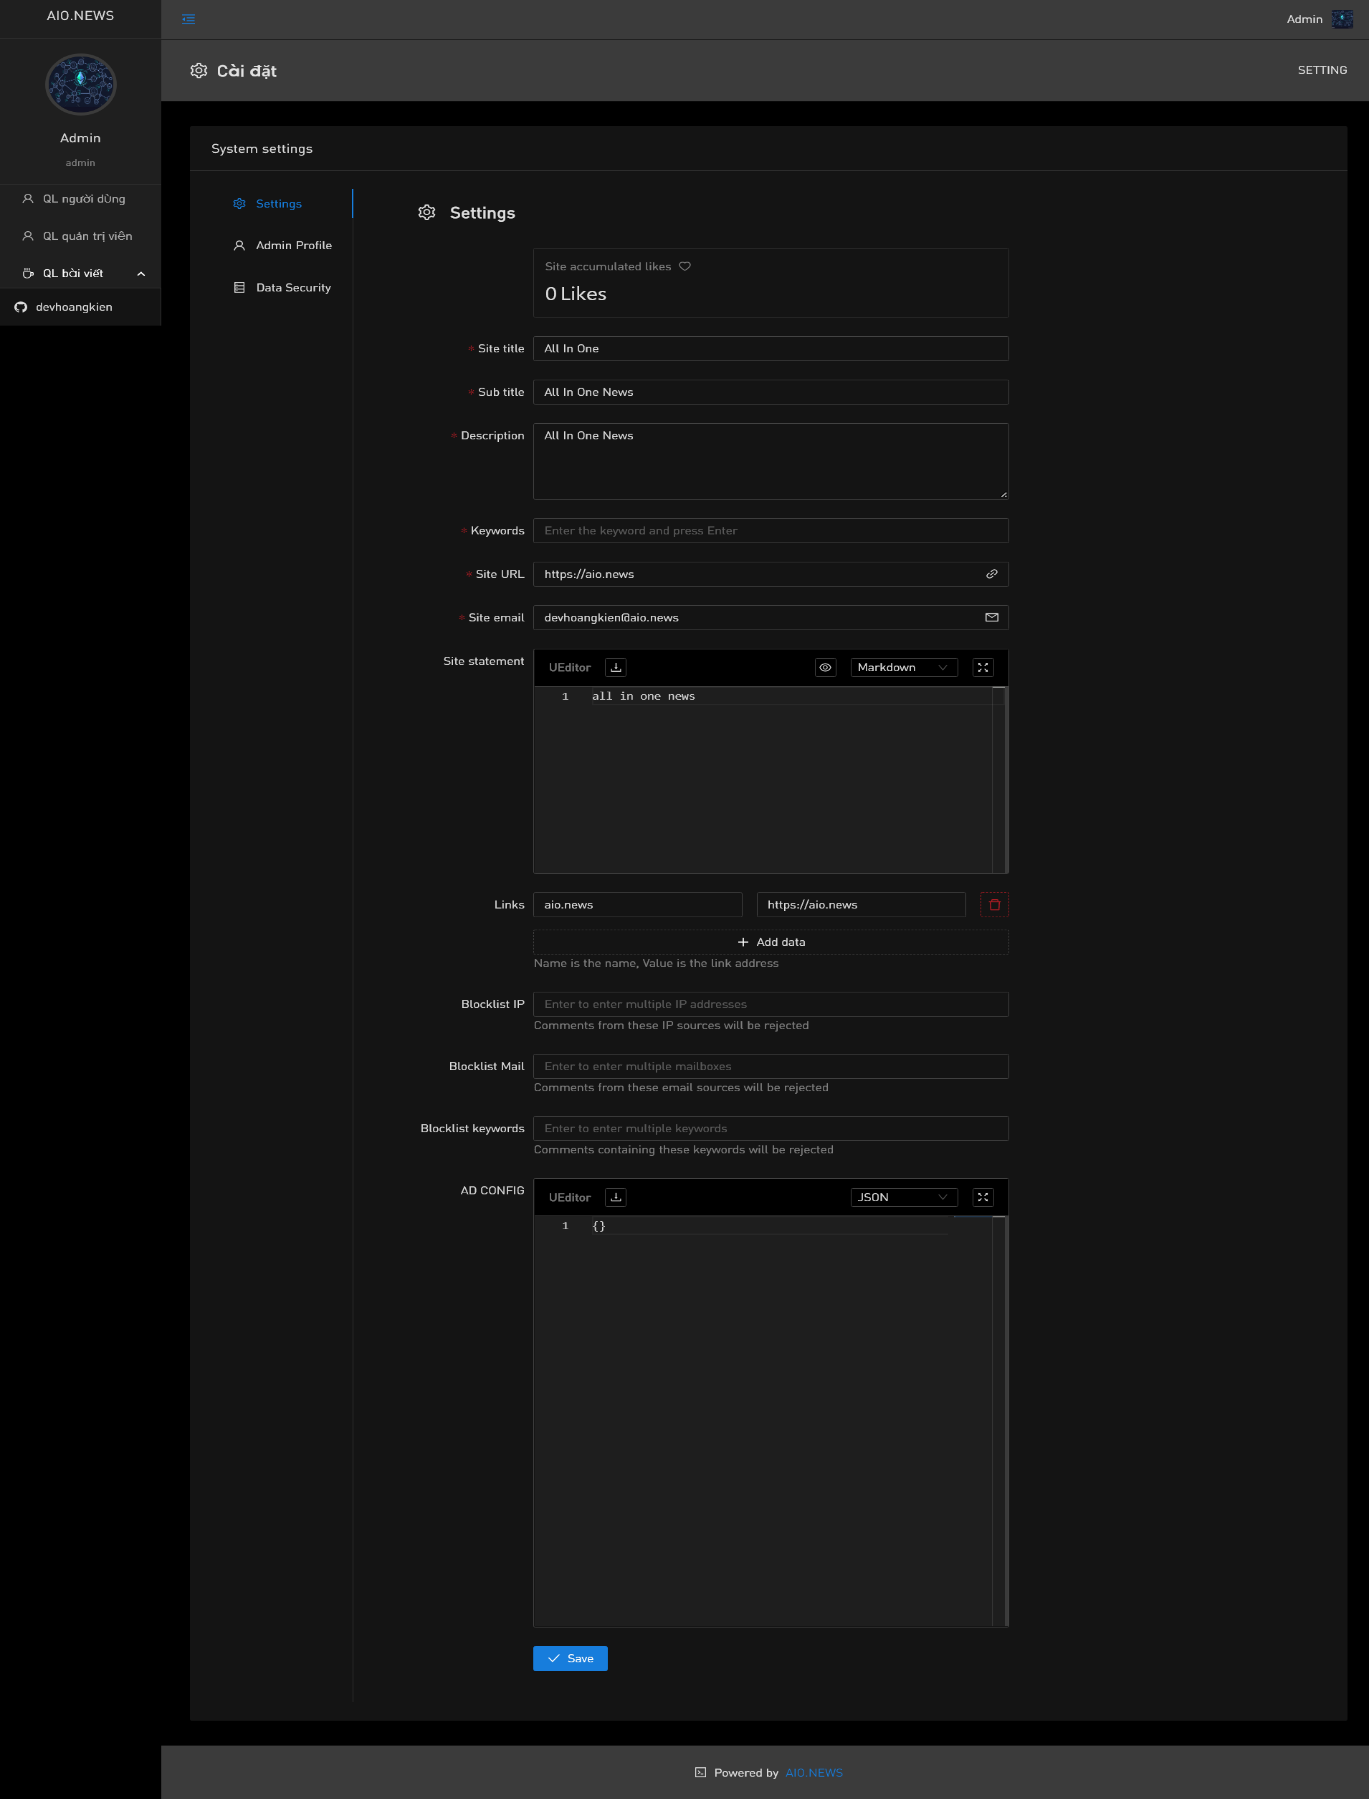 AIO.NEWS
Admin
admin
QL người dùng
QL quản trị viên
QL bài viết
devhoangkien
Admin
Cài đặt
SETTING
System settings
Settings
Admin Profile
Data Security
Settings
Site accumulated likes
0 Likes
* Site title All In One
* Sub title All In One News
* Description All In One News
* Keywords Enter the keyword and press Enter
* Site URL https://aio.news
* Site email devhoangkien@aio.news
Site statement UEditor Markdown
1 all in one news
Links aio.news https://aio.news
+ Add data
Name is the name, Value is the link address
Blocklist IP Enter to enter multiple IP addresses
Comments from these IP sources will be rejected
Blocklist Mail Enter to enter multiple mailboxes
Comments from these email sources will be rejected
Blocklist keywords Enter to enter multiple keywords
Comments containing these keywords will be rejected
AD CONFIG UEditor JSON
1 {}
Save
Powered by AIO.NEWS